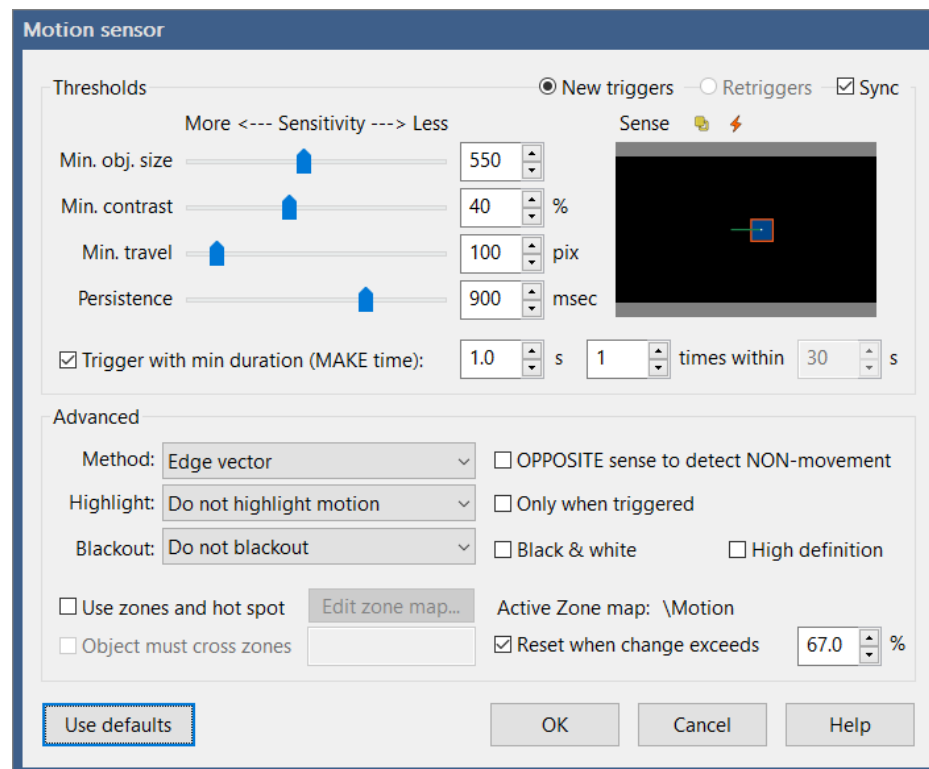 Motion sensor
Thresholds New triggers Retriggers Sync
More <--- Sensitivity ---> Less Sense
Min. obj. size 550
Min. contrast 40 %
Min. travel 100 pix
Persistence 900 msec
Trigger with min duration (MAKE time): 1.0 s 1 times within 30 s
Advanced
Method: Edge vector OPPOSITE sense to detect NON-movement
Highlight: Do not highlight motion Only when triggered
Blackout: Do not blackout Black & white High definition
Use zones and hot spot Edit zone map... Active Zone map: \Motion
Object must cross zones Reset when change exceeds 67.0 %
Use defaults OK Cancel Help